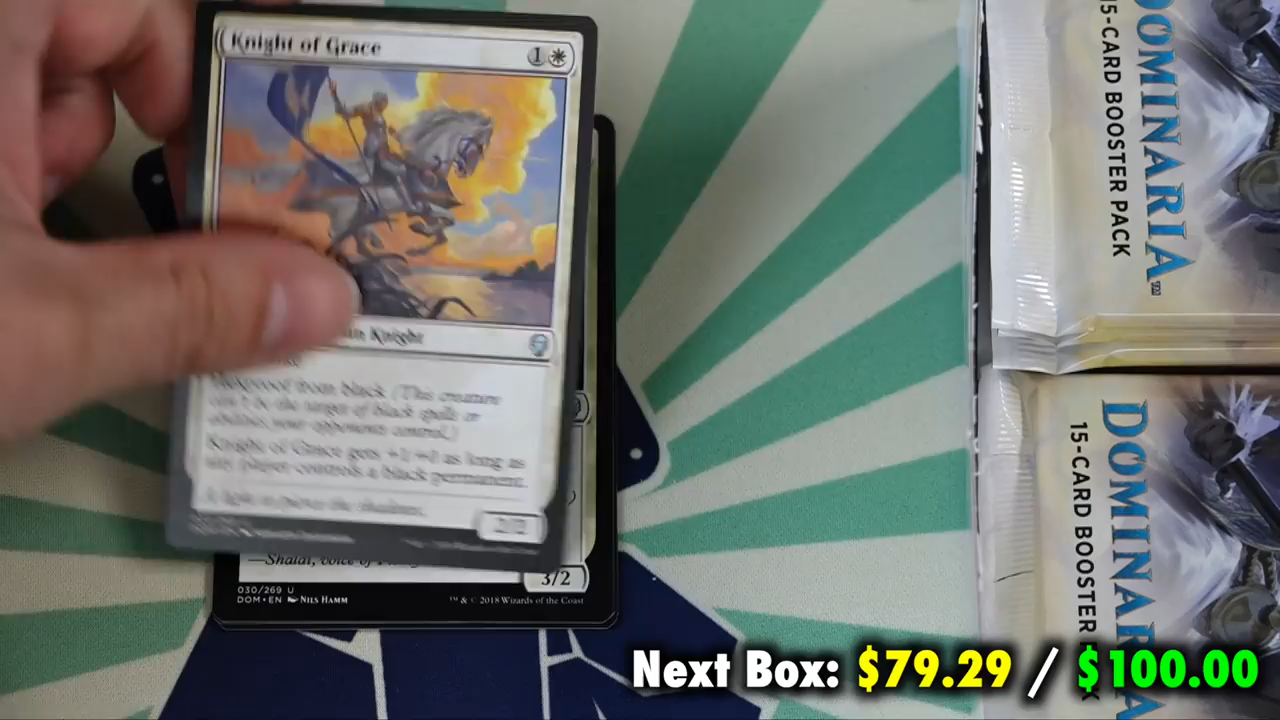 Knight of Grace 1
Knight
Hexproof from black (This creature
can't be the target of black spells or
abilities your opponents control.)
Knight of Grace gets +1/+0 as long as
any player controls a black permanent.
A light to pierce the shadows.
2/2
—Shalai, voice of
3/2
030/269 U
DOM • EN NILS HAMM
™ & © 2018 Wizards of the Coast
DOMINARIA™
15-CARD BOOSTER PACK
DOMINARIA
15-CARD BOOSTER
Next Box: $79.29 / $100.00